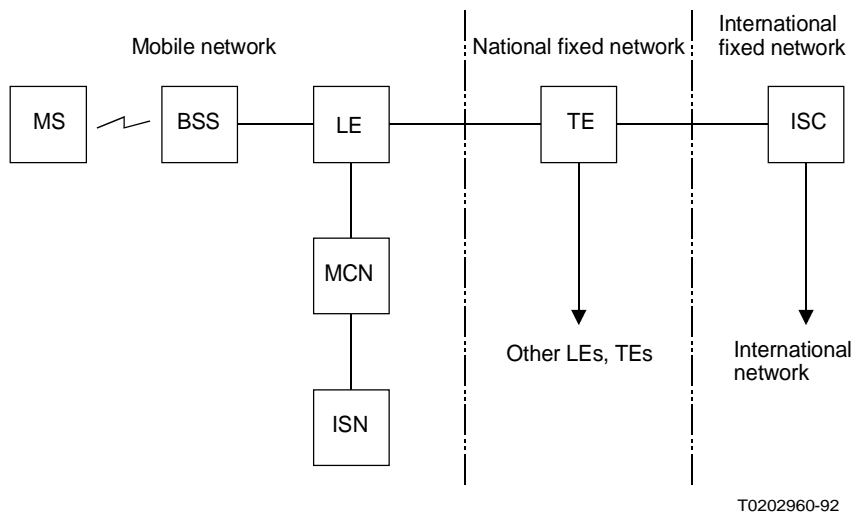 Mobile network
National fixed network
International
fixed network
MS
BSS
LE
TE
ISC
MCN
Other LEs, TEs
International
network
ISN
T0202960-92